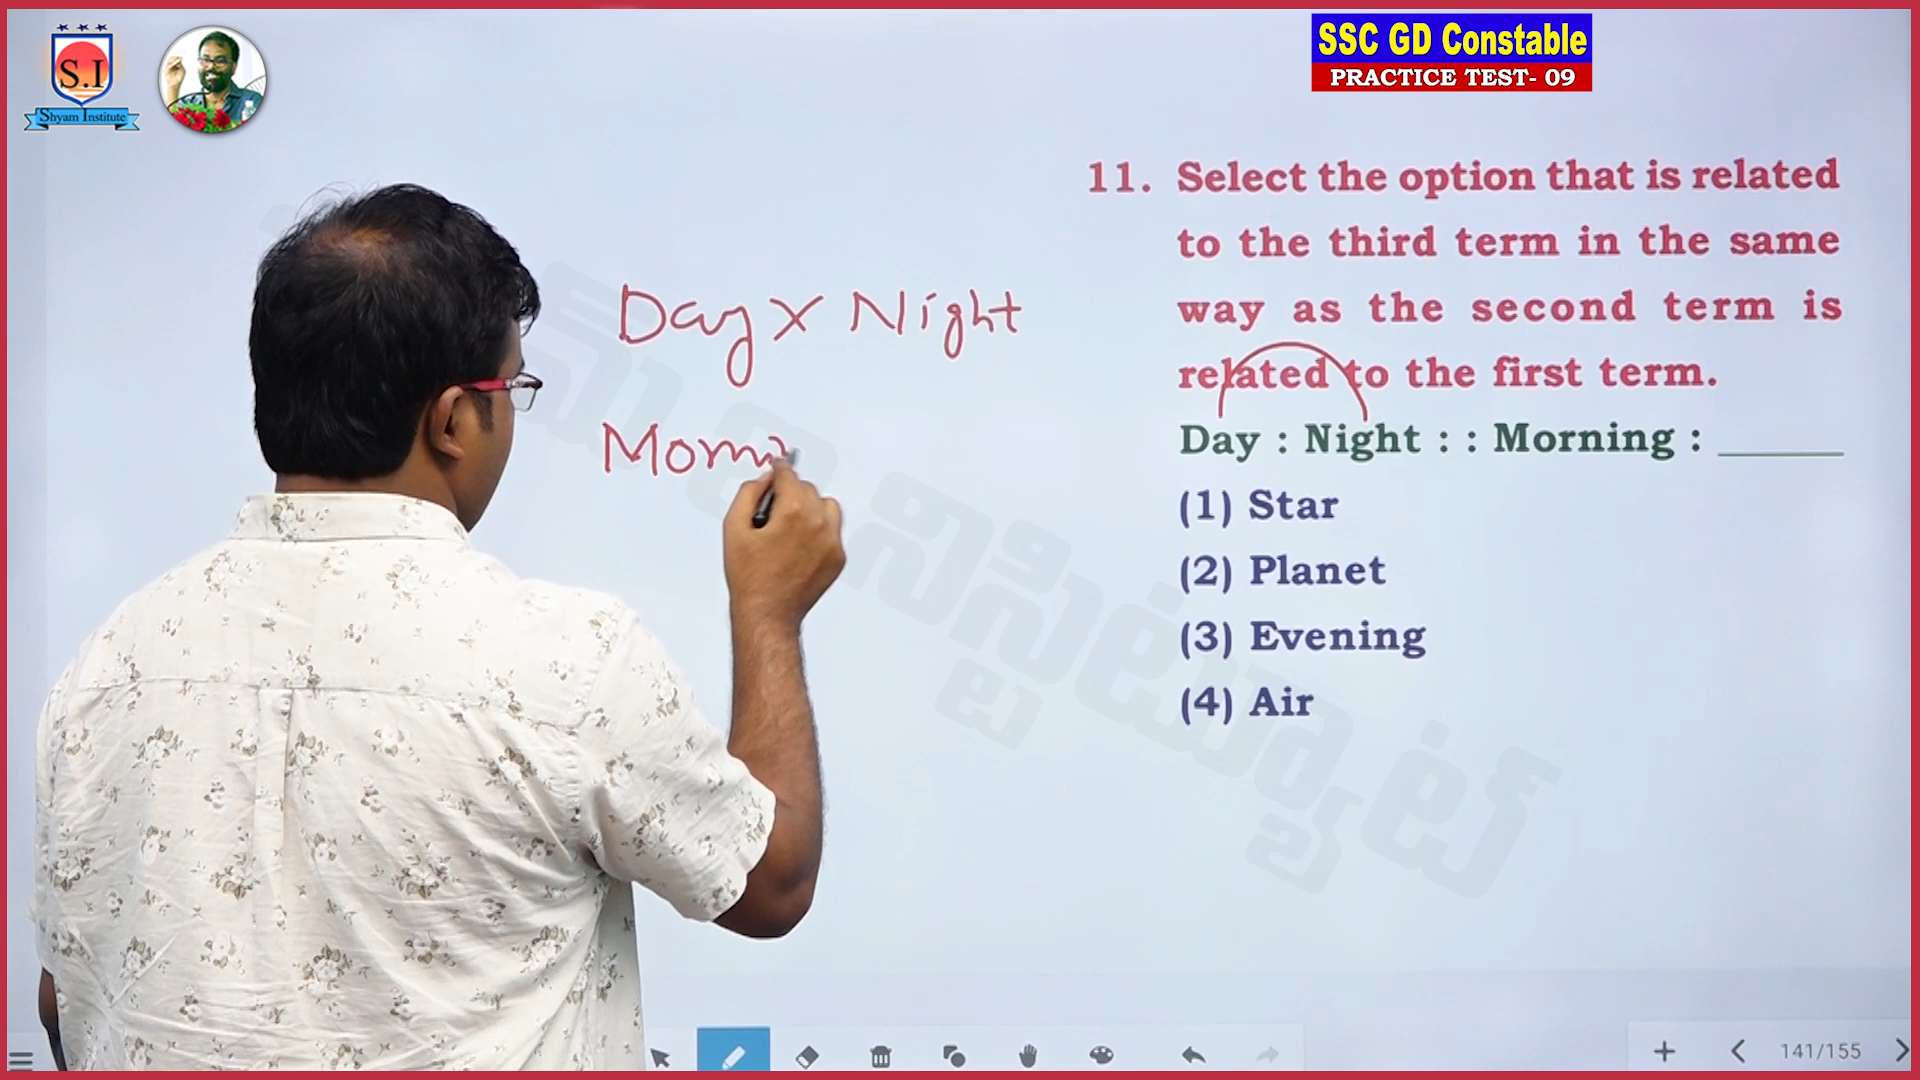 S.I
Shyam Institute
SSC GD Constable
PRACTICE TEST- 09
11. Select the option that is related
to the third term in the same
way as the second term is
related to the first term.
Day : Night : : Morning : ______
(1) Star
(2) Planet
(3) Evening
(4) Air
Day × Night
141/155